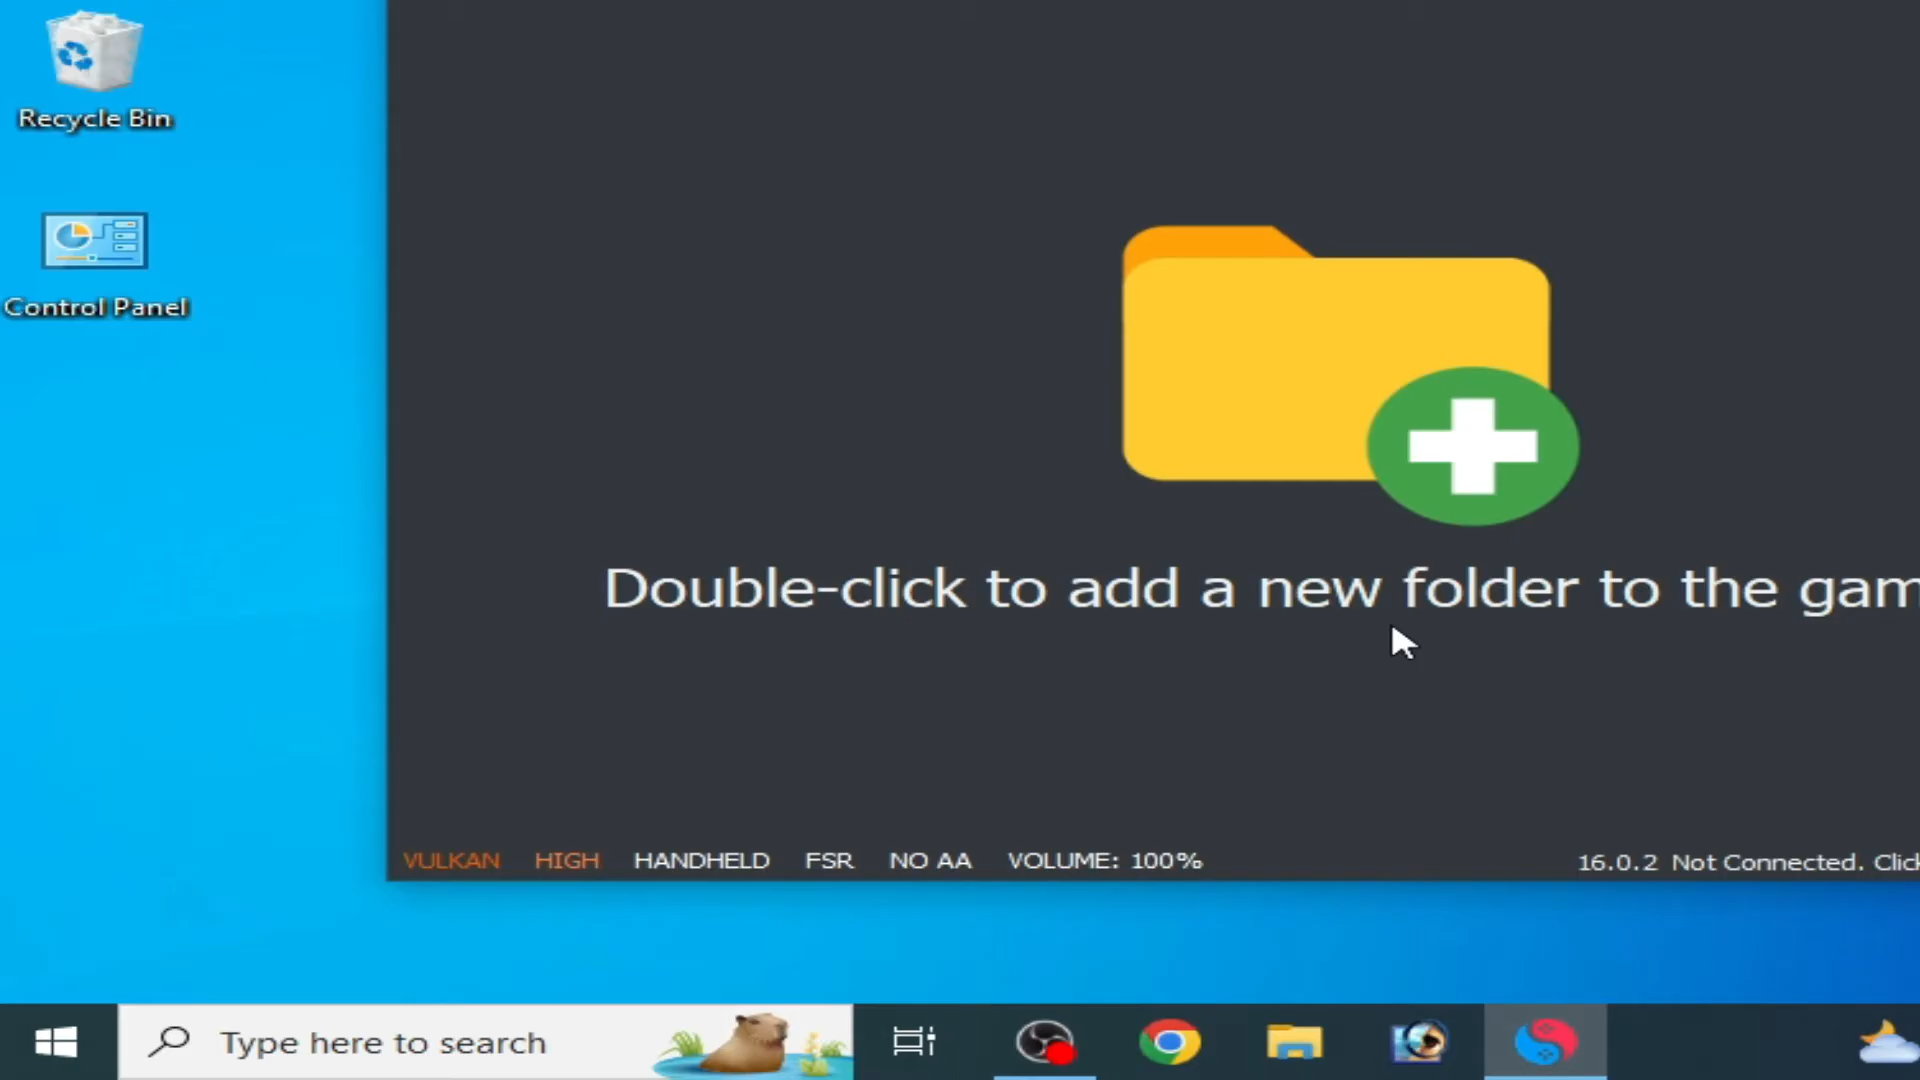 Recycle Bin
Control Panel
Double-click to add a new folder to the gam
VULKAN HIGH HANDHELD FSR NO AA VOLUME: 100%
16.0.2 Not Connected. Click
Type here to search